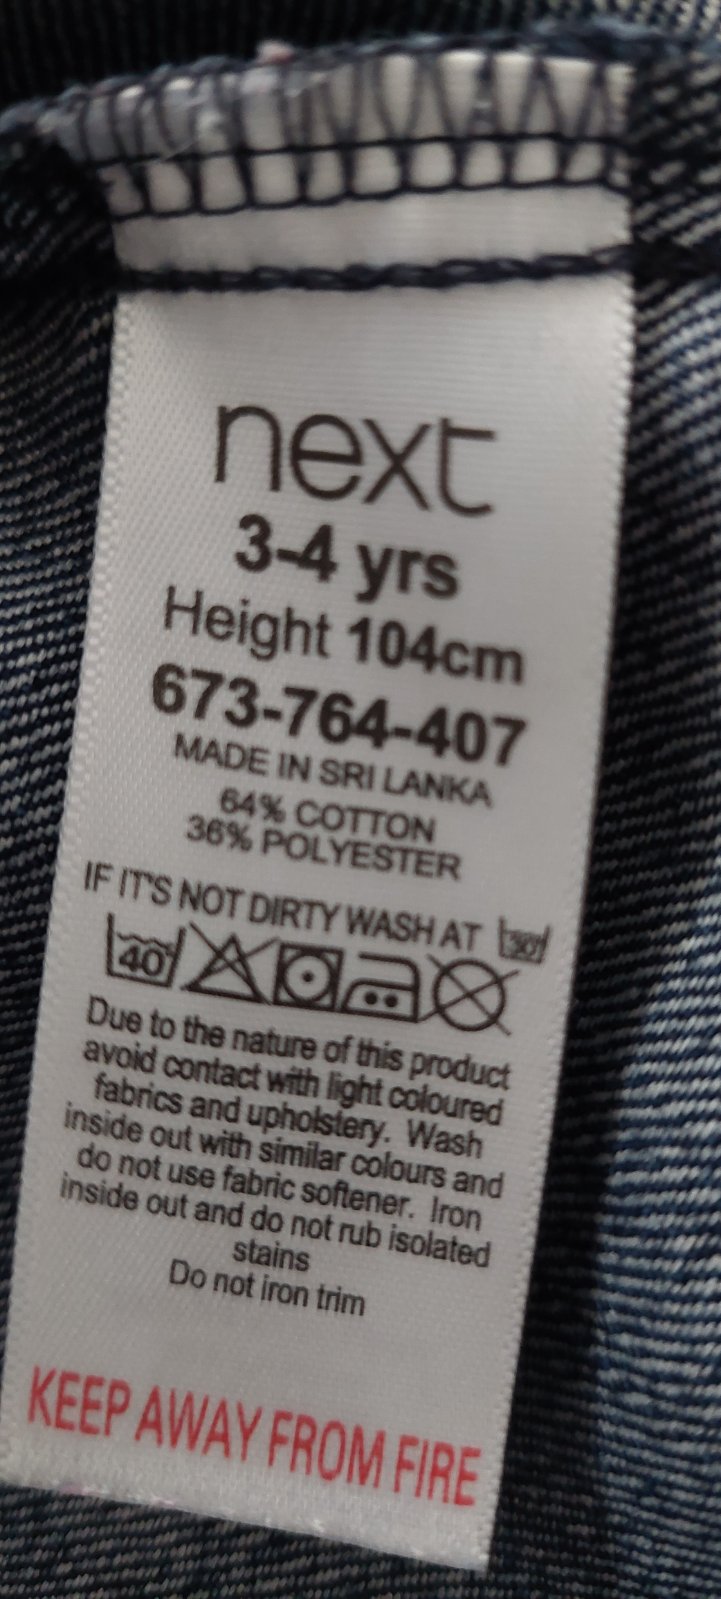 next
3-4 yrs
Height 104cm
673-764-407
MADE IN SRI LANKA
64% COTTON
36% POLYESTER
IF IT'S NOT DIRTY WASH AT 30
40
Due to the nature of this product
avoid contact with light coloured
fabrics and upholstery. Wash
inside out with similar colours and
do not use fabric softener. Iron
inside out and do not rub isolated
stains
Do not iron trim
KEEP AWAY FROM FIRE